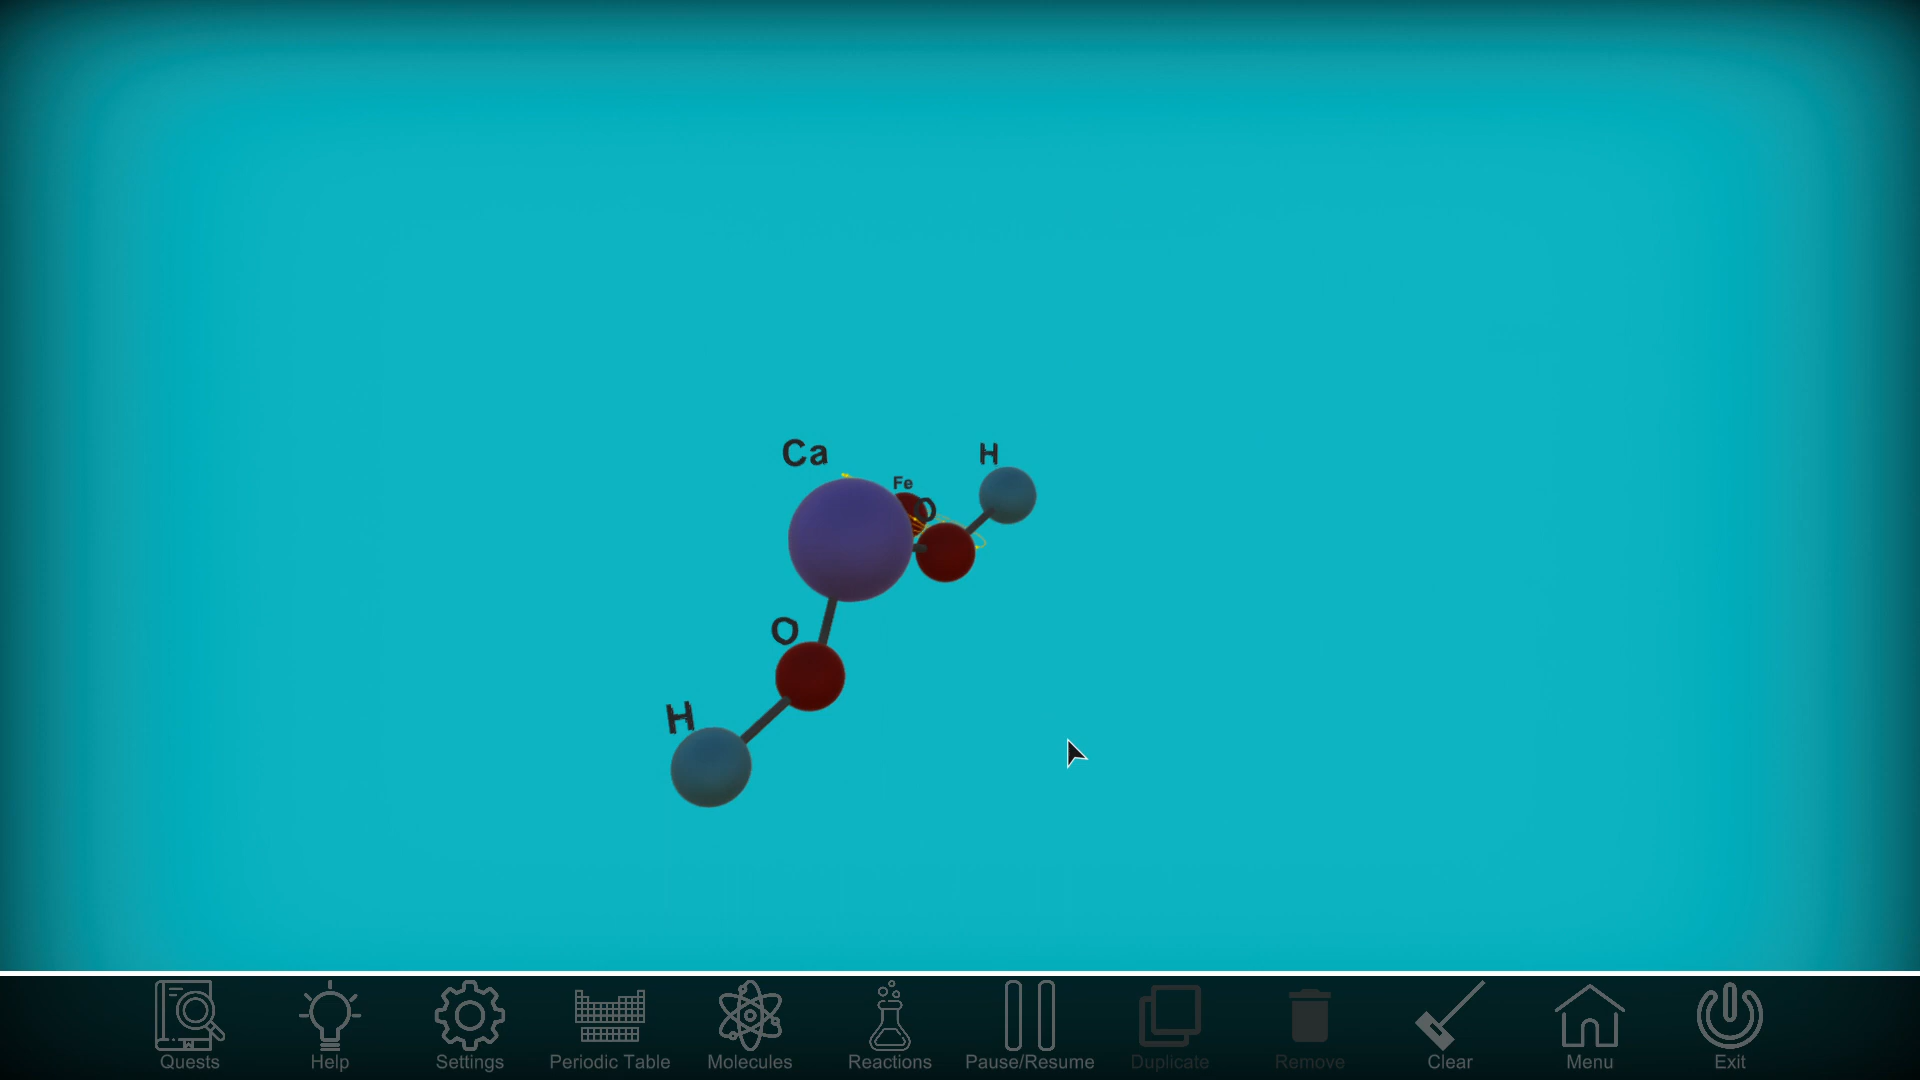 Ca
H
Fe
O
O
H
Quests
Help
Settings
Periodic Table
Molecules
Reactions
Pause/Resume
Duplicate
Remove
Clear
Menu
Exit